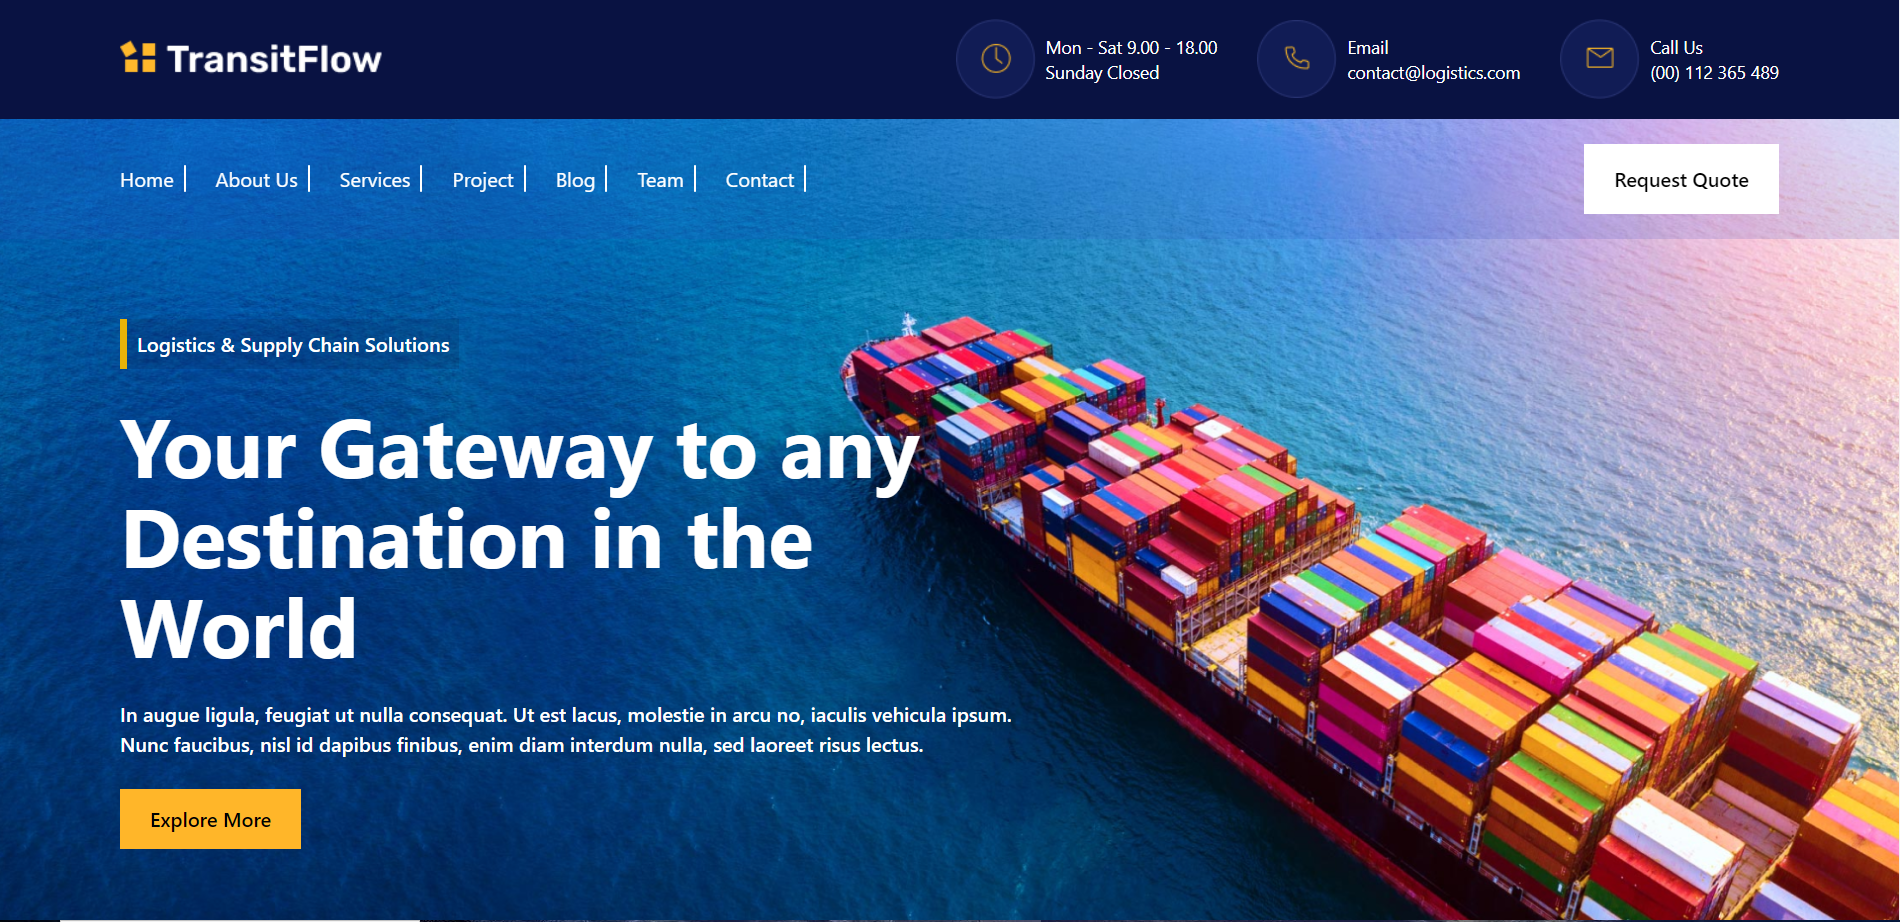 TransitFlow
Mon - Sat 9.00 - 18.00
Sunday Closed
Email
contact@logistics.com
Call Us
(00) 112 365 489
Home
About Us
Services
Project
Blog
Team
Contact
Request Quote
Logistics & Supply Chain Solutions
Your Gateway to any
Destination in the
World
In augue ligula, feugiat ut nulla consequat. Ut est lacus, molestie in arcu no, iaculis vehicula ipsum.
Nunc faucibus, nisl id dapibus finibus, enim diam interdum nulla, sed laoreet risus lectus.
Explore More